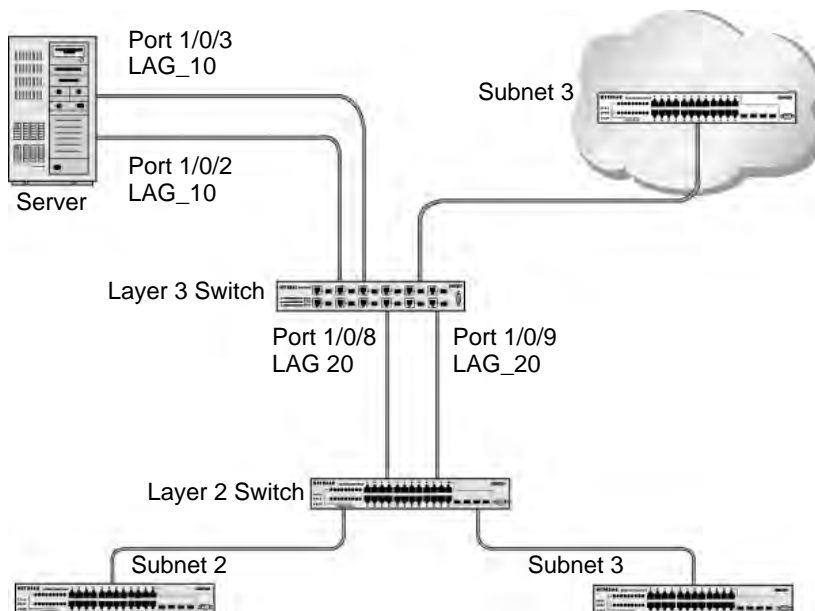 Port 1/0/3
LAG_10
Subnet 3
Port 1/0/2
LAG_10
Server
Layer 3 Switch
Port 1/0/8
LAG 20
Port 1/0/9
LAG_20
Layer 2 Switch
Subnet 2
Subnet 3